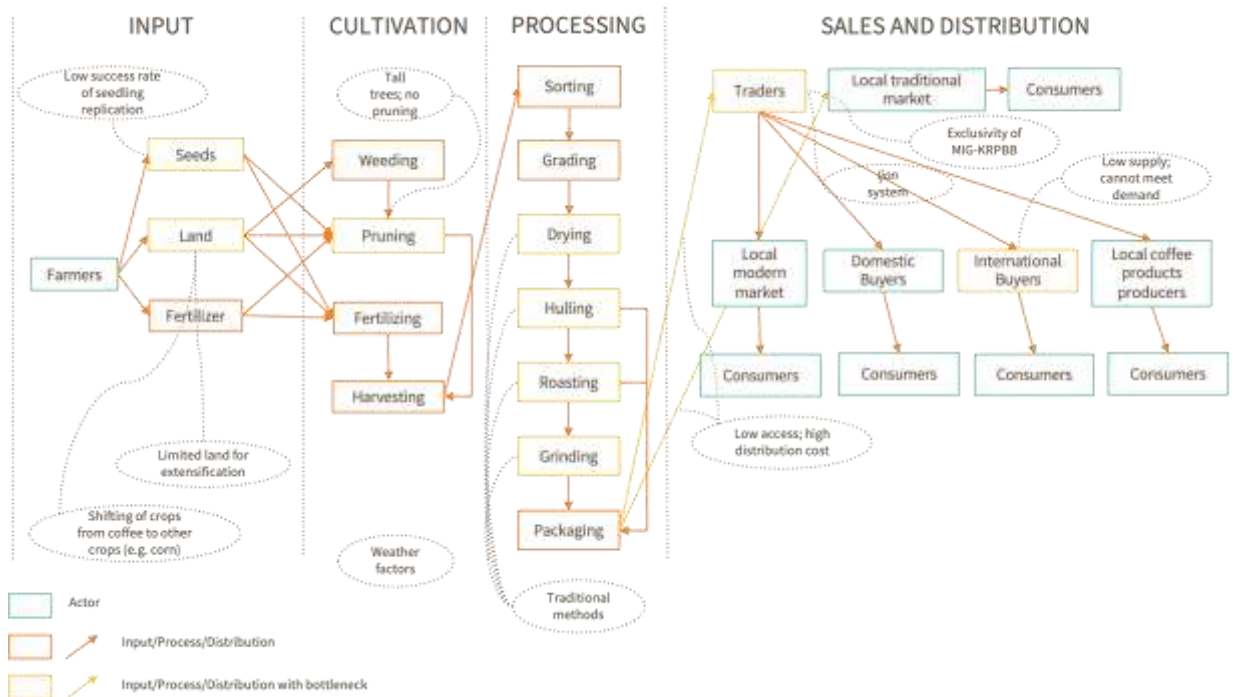 INPUT
CULTIVATION
PROCESSING
SALES AND DISTRIBUTION
Low success rate
of seedling
replication
Seeds
Land
Farmers
Fertilizer
Limited land for
extensification
Shifting of crops
from coffee to other
crops (e.g. corn)
Tall
trees; no
pruning
Weeding
Pruning
Fertilizing
Harvesting
Weather
factors
Sorting
Grading
Drying
Hulling
Roasting
Grinding
Packaging
Traditional
methods
Traders
Local traditional
market
Consumers
Exclusivity of
MIG-KRPBB
tion
system
Low supply;
cannot meet
demand
Local
modern
market
Domestic
Buyers
International
Buyers
Local coffee
products
producers
Consumers
Consumers
Consumers
Consumers
Low access; high
distribution cost
Actor
Input/Process/Distribution
Input/Process/Distribution with bottleneck